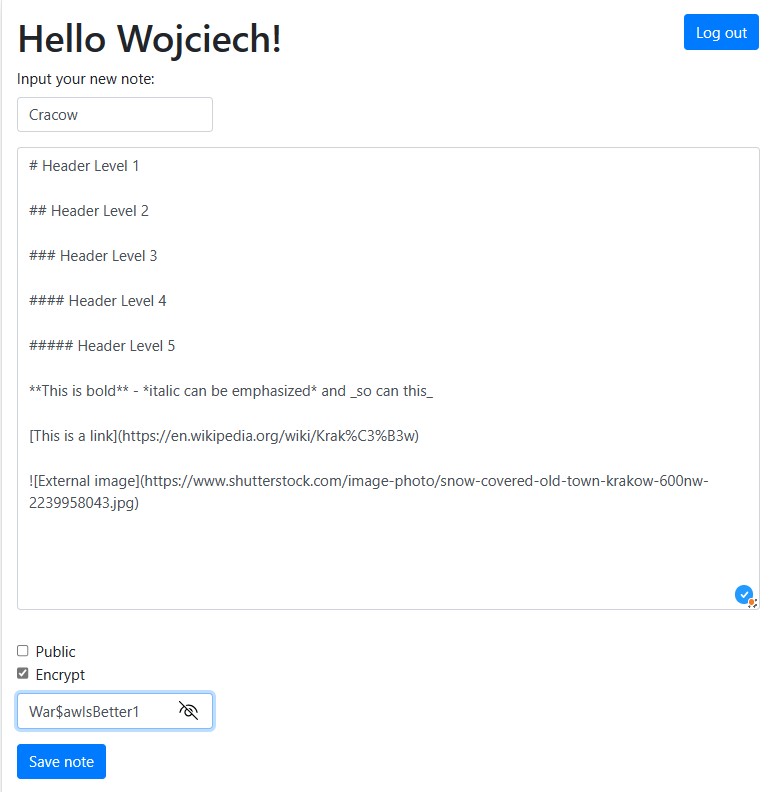 Hello Wojciech!
Log out
Input your new note:
Cracow
# Header Level 1
## Header Level 2
### Header Level 3
#### Header Level 4
##### Header Level 5
**This is bold** - *italic can be emphasized* and _so can this_
[This is a link](https://en.wikipedia.org/wiki/Krak%C3%B3w)
![External image](https://www.shutterstock.com/image-photo/snow-covered-old-town-krakow-600nw-
2239958043.jpg)
Public
Encrypt
War$awIsBetter1
Save note